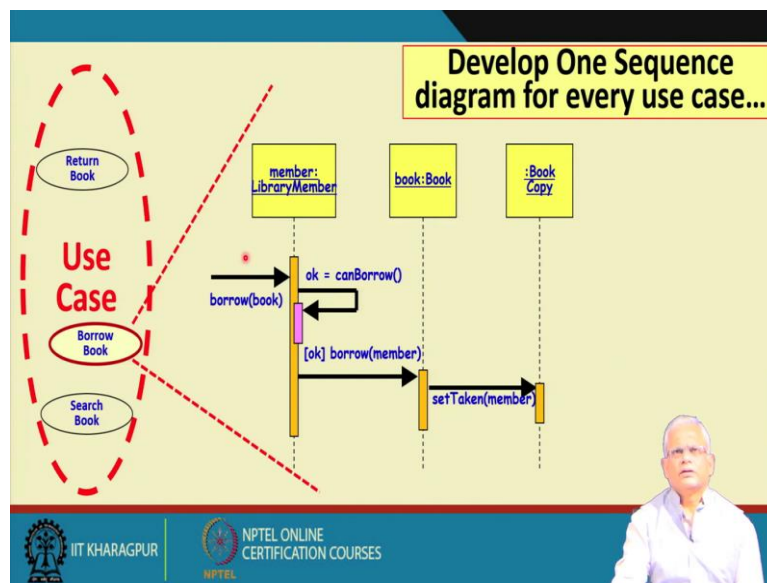 Develop One Sequence
diagram for every use case...
Return
Book
Use
Case
Borrow
Book
Search
Book
member:
LibraryMember
book:Book
:Book
Copy
ok = canBorrow()
borrow(book)
[ok] borrow(member)
setTaken(member)
IIT KHARAGPUR
NPTEL
NPTEL ONLINE
CERTIFICATION COURSES